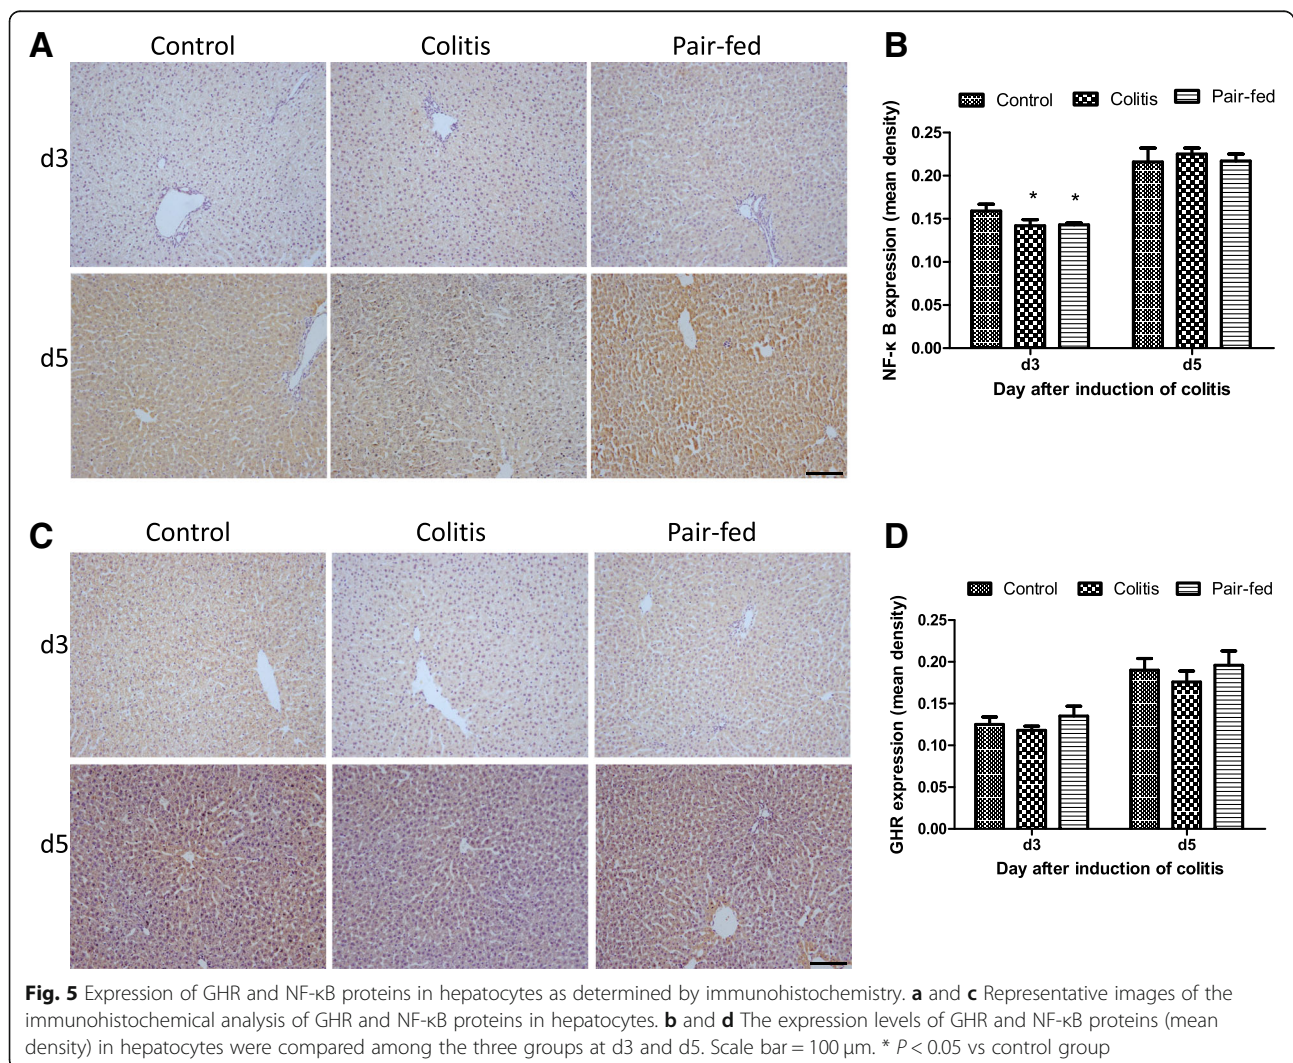 A
Control
Colitis
Pair-fed
d3
d5
B
Control
Colitis
Pair-fed
NF-κ B expression (mean density)
0.25
0.20
0.15
0.10
0.05
0.00
*
*
d3
d5
Day after induction of colitis
C
Control
Colitis
Pair-fed
d3
d5
D
Control
Colitis
Pair-fed
GHR expression (mean density)
0.25
0.20
0.15
0.10
0.05
0.00
d3
d5
Day after induction of colitis
Fig. 5 Expression of GHR and NF-κB proteins in hepatocytes as determined by immunohistochemistry. a and c Representative images of the
immunohistochemical analysis of GHR and NF-κB proteins in hepatocytes. b and d The expression levels of GHR and NF-κB proteins (mean
density) in hepatocytes were compared among the three groups at d3 and d5. Scale bar = 100 μm. * P < 0.05 vs control group